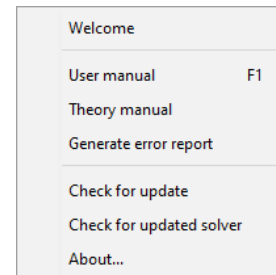 Welcome
User manual F1
Theory manual
Generate error report
Check for update
Check for updated solver
About...